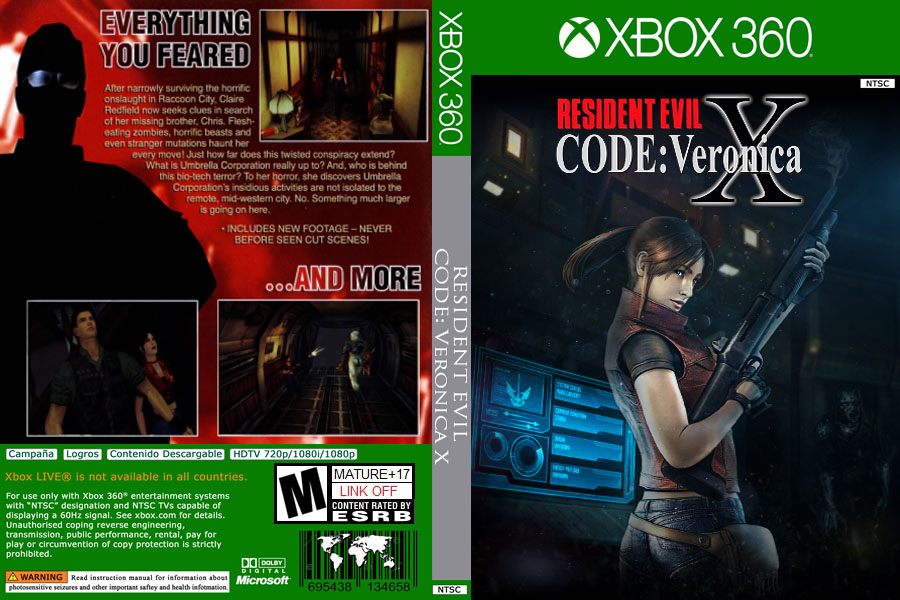 EVERYTHING
YOU FEARED
After narrowly surviving the horrific
onslaught in Raccoon City, Claire
Redfield now seeks clues in search
of her missing brother, Chris. Flesh-
eating zombies, horrific beasts and
even stranger mutations haunt her
every move! Just how far does this twisted conspiracy extend?
What is Umbrella Corporation really up to? And, who is behind
this bio-tech terror? To her horror, she discovers Umbrella
Corporation's insidious activities are not isolated to the
remote, mid-western city. No. Something much larger
is going on here.
• INCLUDES NEW FOOTAGE – NEVER
BEFORE SEEN CUT SCENES!
...AND MORE
Campaña Logros Contenido Descargable HDTV 720p/1080i/1080p
Xbox LIVE® is not available in all countries.
For use only with Xbox 360® entertainment systems
with "NTSC" designation and NTSC TVs capable of
displaying a 60Hz signal. See xbox.com for details.
Unauthorised coping reverse engineering,
transmission, public performance, rental, pay for
play or circumvention of copy protection is strictly
prohibited.
WARNING Read instruction manual for information about
photosensitive seizures and other important saftey and health infotmation.
M
MATURE+17
LINK OFF
CONTENT RATED BY
ESRB
DOLBY
DIGITAL
Microsoft
695438 134658
XBOX 360
RESIDENT EVIL
CODE: VERONICA X
NTSC
XBOX 360
NTSC
RESIDENT EVIL
CODE:Veronica
X